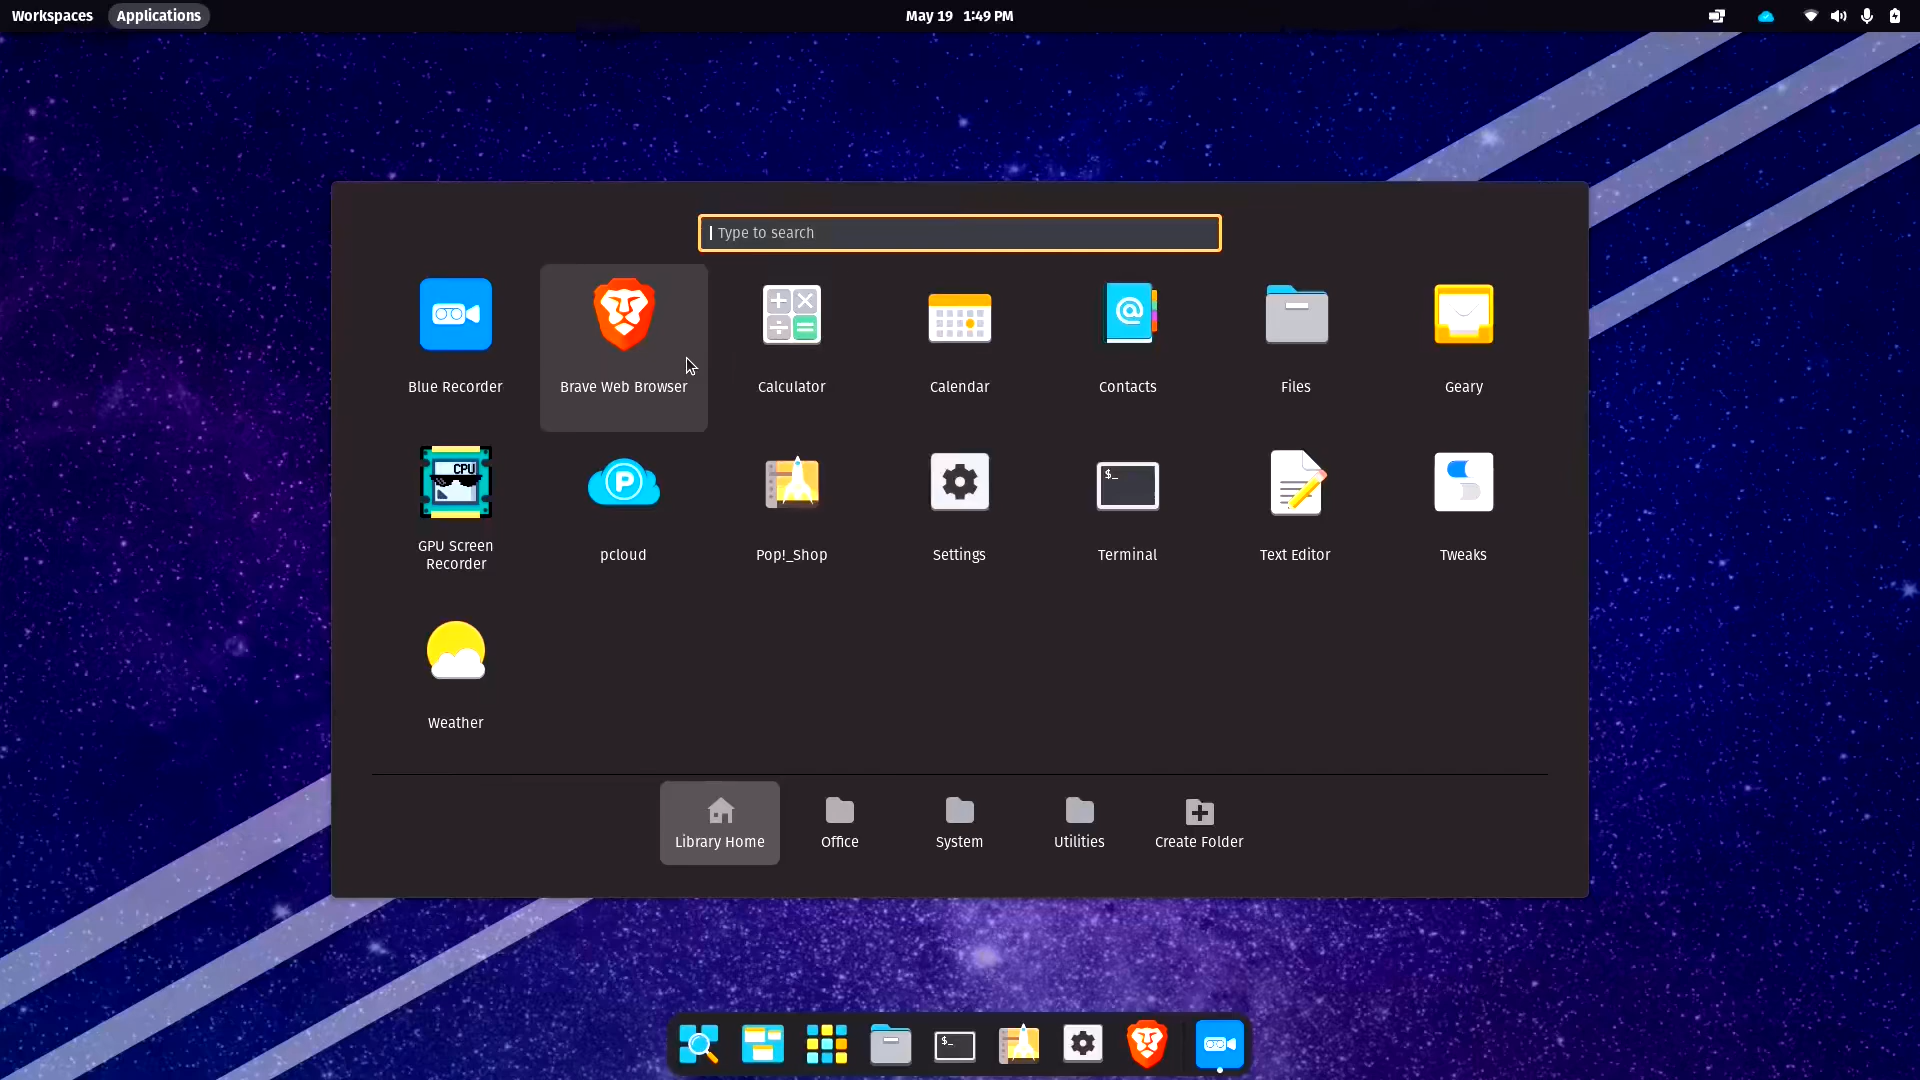 Workspaces Applications May 19 1:49 PM
Type to search
Blue Recorder Brave Web Browser Calculator Calendar Contacts Files Geary
CPU
$_
GPU Screen
Recorder
pcloud Pop!_Shop Settings Terminal Text Editor Tweaks
Weather
Library Home Office System Utilities Create Folder
$_